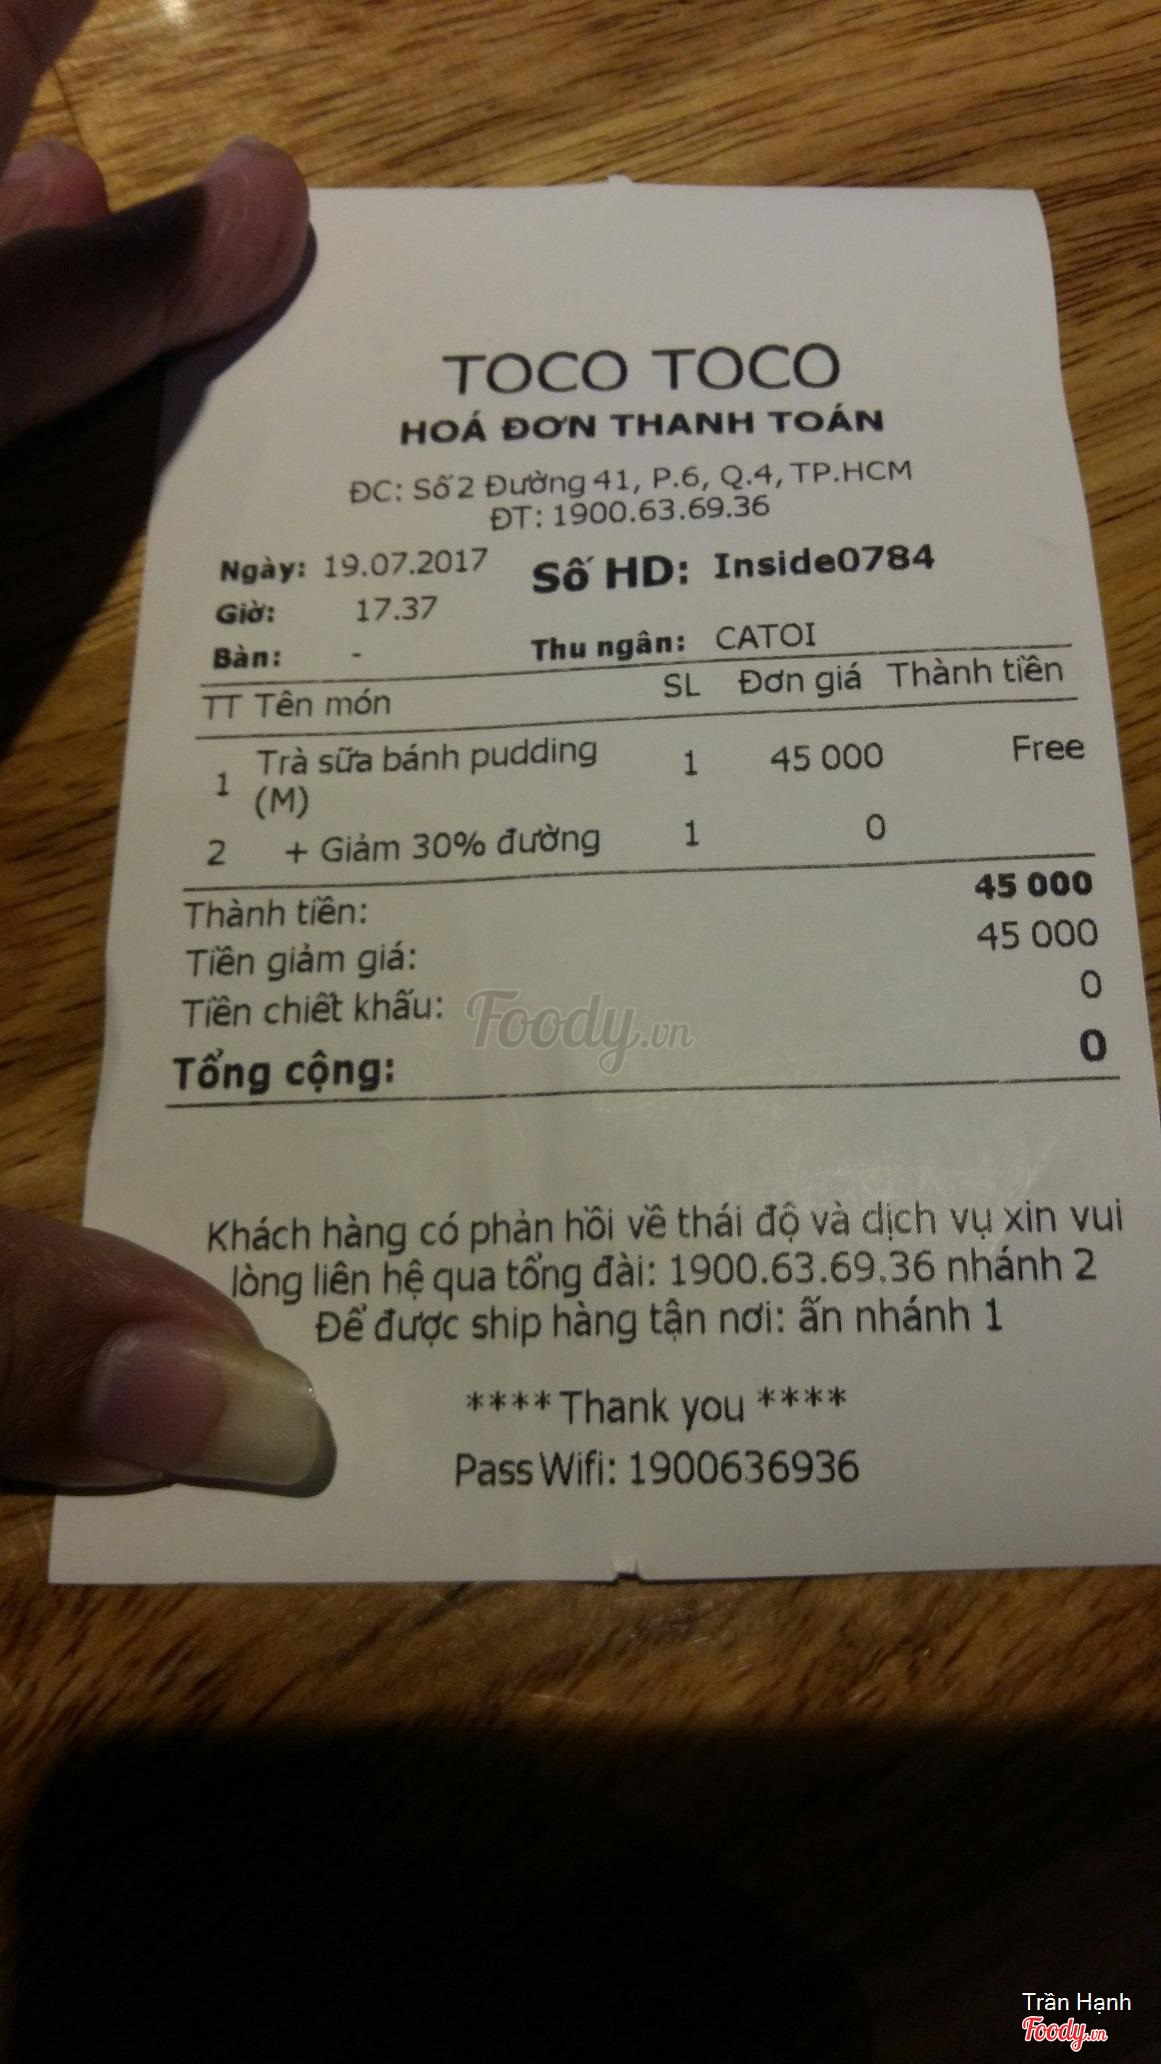 TOCO TOCO
HOÁ ĐƠN THANH TOÁN
ĐC: Số 2 Đường 41, P.6, Q.4, TP.HCM
ĐT: 1900.63.69.36
Ngày: 19.07.2017 Số HD: Inside0784
Giờ: 17.37
Bàn: - Thu ngân: CATOI
TT Tên món SL Đơn giá Thành tiền
1 Trà sữa bánh pudding 1 45 000 Free
(M)
2 + Giảm 30% đường 1 0
Thành tiền: 45 000
Tiền giảm giá: 45 000
Tiền chiết khấu: 0
Foody.vn
Tổng cộng: 0
Khách hàng có phản hồi về thái độ và dịch vụ xin vui
lòng liên hệ qua tổng đài: 1900.63.69.36 nhánh 2
Để được ship hàng tận nơi: ấn nhánh 1
**** Thank you ****
Pass Wifi: 1900636936
Trần Hạnh
Foody.vn